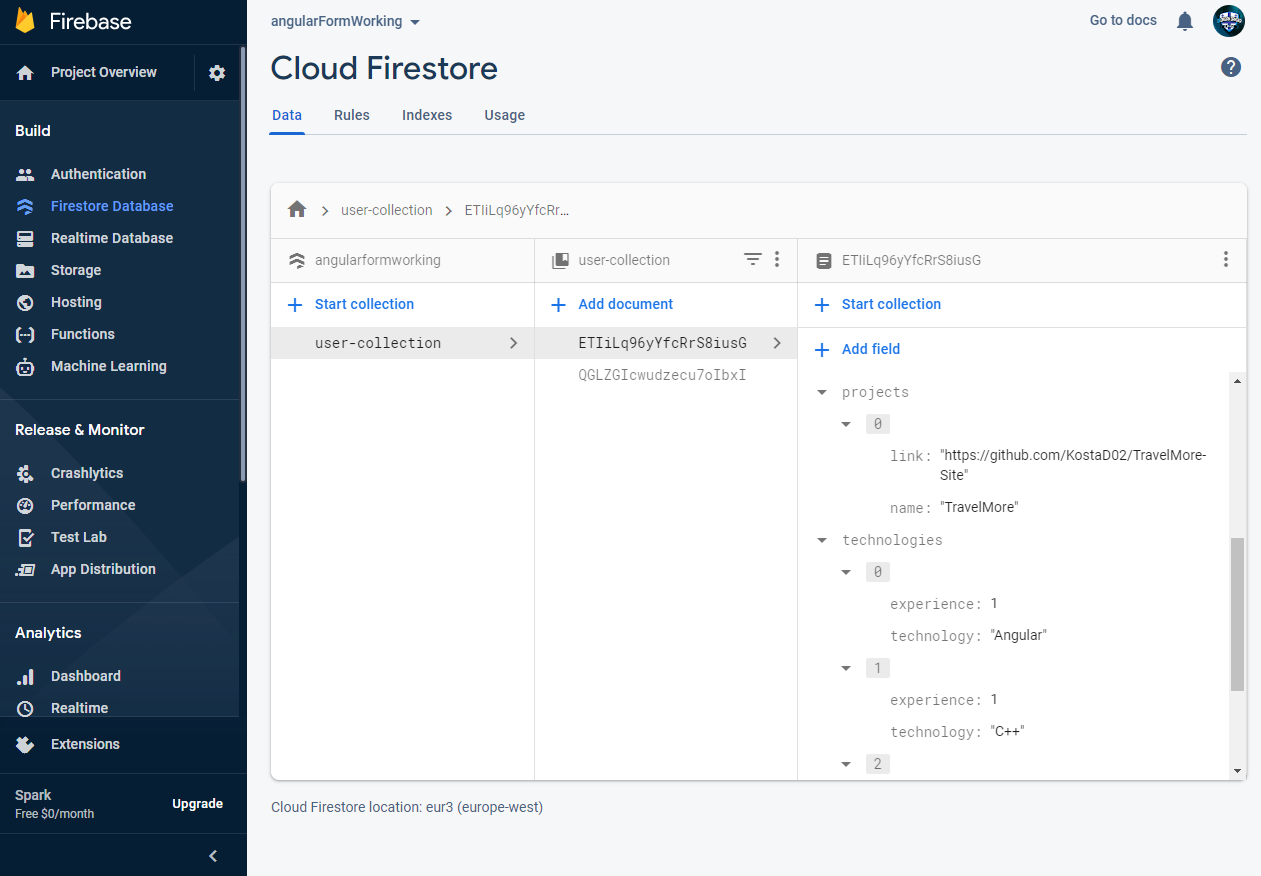 Firebase
Project Overview
Build
Authentication
Firestore Database
Realtime Database
Storage
Hosting
Functions
Machine Learning
Release & Monitor
Crashlytics
Performance
Test Lab
App Distribution
Analytics
Dashboard
Realtime
Extensions
Spark
Free $0/month
Upgrade
angularFormWorking
Go to docs
Cloud Firestore
Data Rules Indexes Usage
user-collection ETIiLq96yYfcRr...
angularformworking
Start collection
user-collection
user-collection
Add document
ETIiLq96yYfcRrS8iusG
QGLZGIcwudzecu7oIbxI
ETIiLq96yYfcRrS8iusG
Start collection
Add field
projects
0
link: "https://github.com/KostaD02/TravelMore-
Site"
name: "TravelMore"
technologies
0
experience: 1
technology: "Angular"
1
experience: 1
technology: "C++"
2
Cloud Firestore location: eur3 (europe-west)